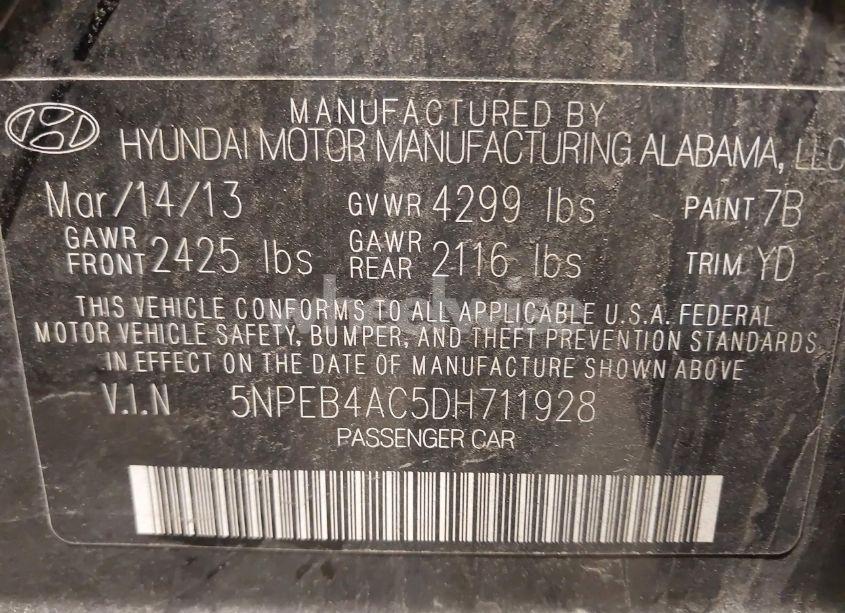 MANUFACTURED BY
HYUNDAI MOTOR MANUFACTURING ALABAMA, LLC
Mar/14/13 GVWR 4299 lbs PAINT 7B
GAWR FRONT 2425 lbs GAWR REAR 2116 lbs TRIM YD
THIS VEHICLE CONFORMS TO ALL APPLICABLE U.S.A. FEDERAL
MOTOR VEHICLE SAFETY, BUMPER, AND THEFT PREVENTION STANDARDS
IN EFFECT ON THE DATE OF MANUFACTURE SHOWN ABOVE
V.I.N 5NPEB4AC5DH711928
PASSENGER CAR